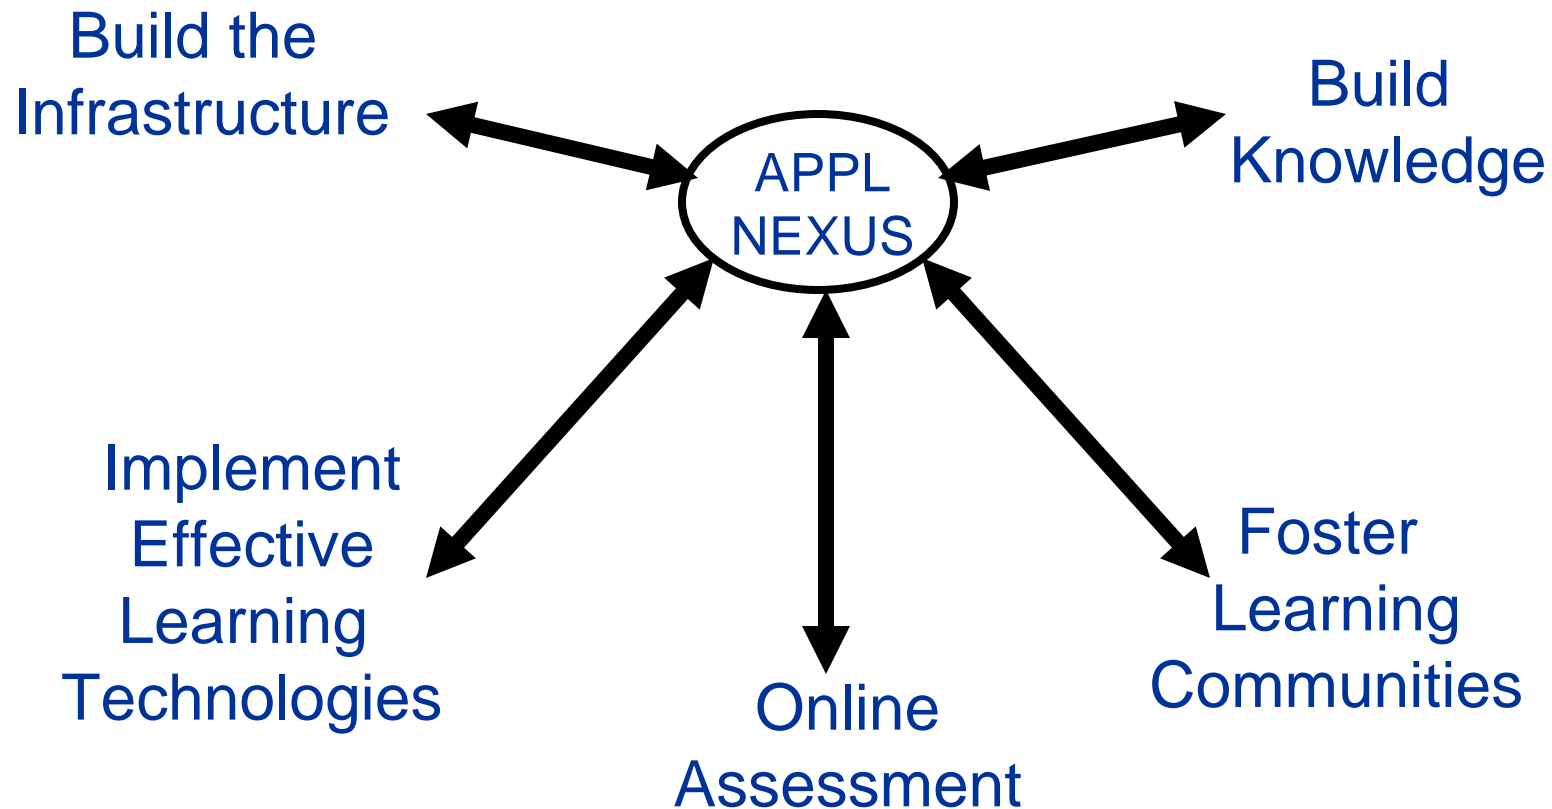 Build the
Infrastructure
APPL
NEXUS
Build
Knowledge
Implement
Effective
Learning
Technologies
Online
Assessment
Foster
Learning
Communities